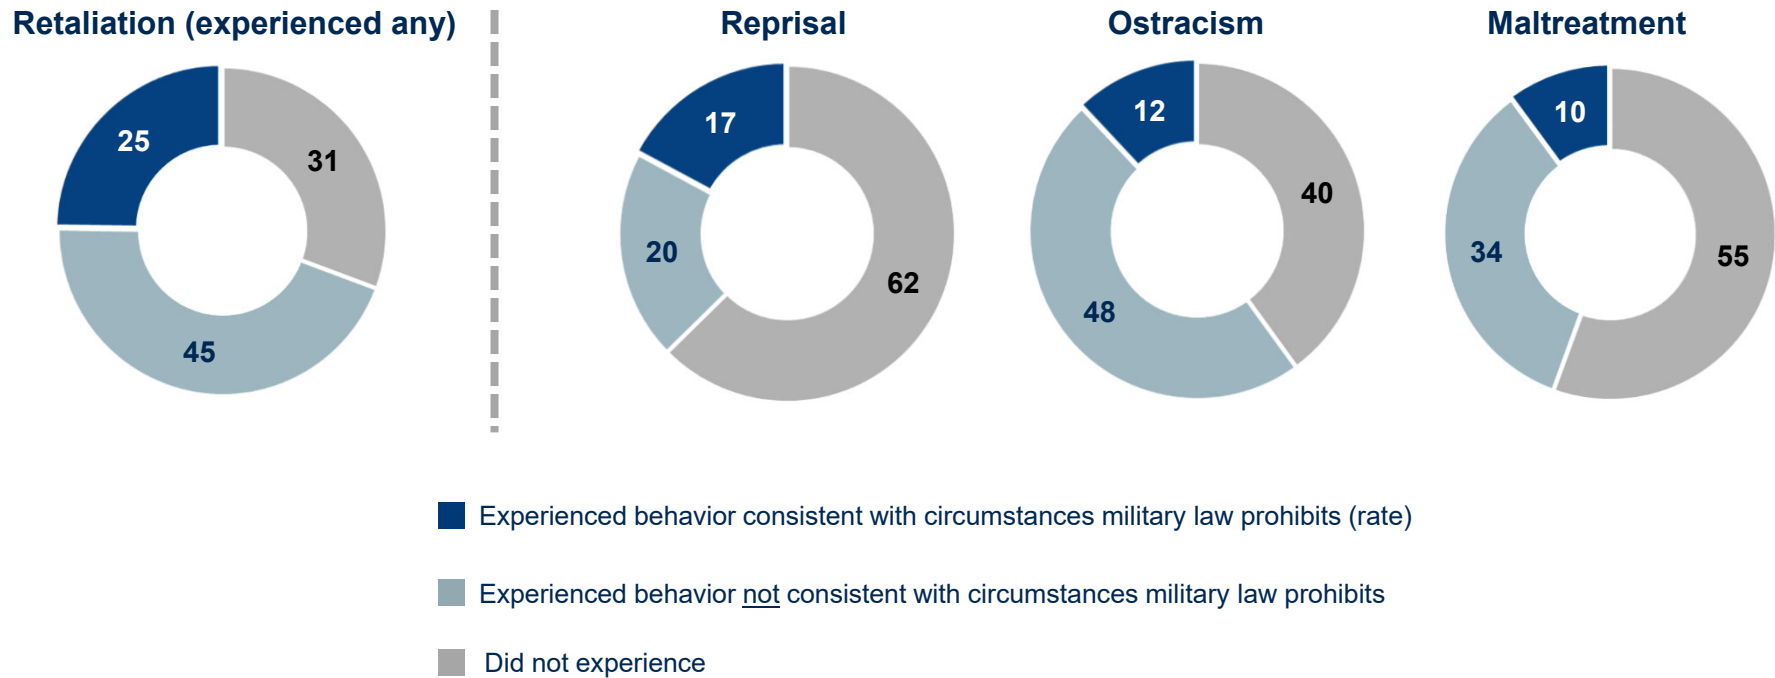 Retaliation (experienced any)
Reprisal
Ostracism
Maltreatment
25
31
45
17
20
62
12
40
48
10
34
55
Experienced behavior consistent with circumstances military law prohibits (rate)
Experienced behavior not consistent with circumstances military law prohibits
Did not experience